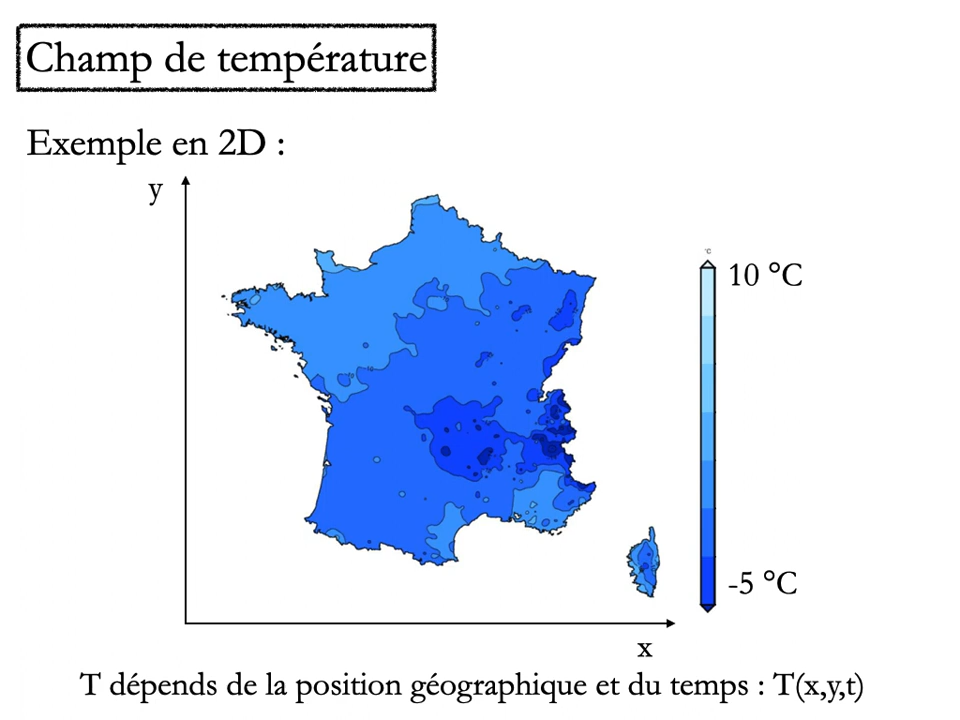 Champ de température
Exemple en 2D :
y
°C
10 °C
-5 °C
x
T dépends de la position géographique et du temps : T(x,y,t)